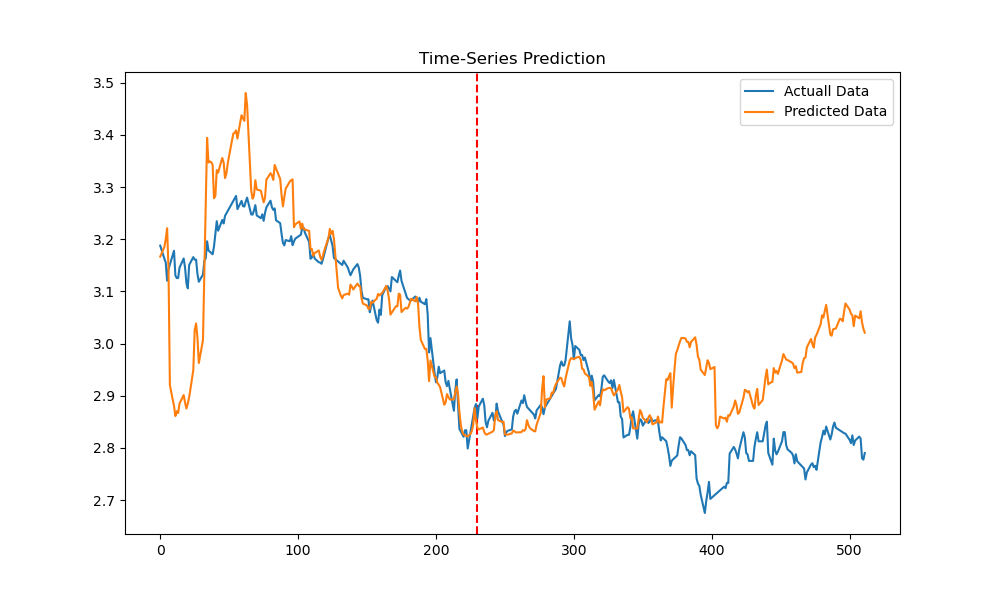 Time-Series Prediction
3.5
3.4
3.3
3.2
3.1
3.0
2.9
2.8
2.7
0 100 200 300 400 500
Actuall Data
Predicted Data